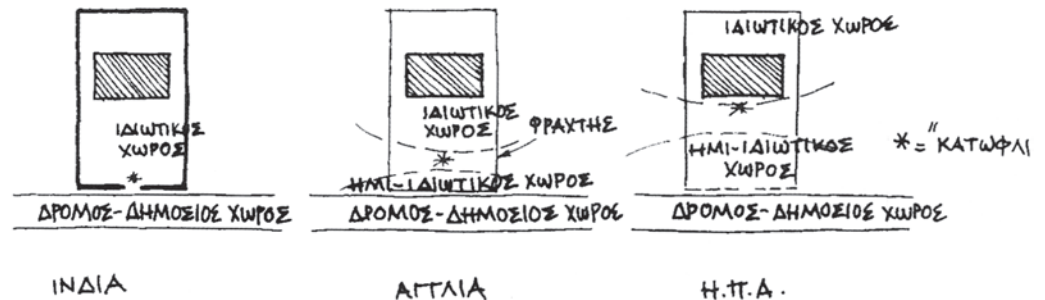 ΙΔΙΩΤΙΚΟΣ
ΧΩΡΟΣ
*
ΔΡΟΜΟΣ-ΔΗΜΟΣΙΟΣ ΧΩΡΟΣ
ΙΝΔΙΑ
ΙΔΙΩΤΙΚΟΣ
ΧΩΡΟΣ
ΦΡΑΧΤΗΣ
*
ΗΜΙ-ΙΔΙΩΤΙΚΟΣ ΧΩΡΟΣ
ΔΡΟΜΟΣ-ΔΗΜΟΣΙΟΣ ΧΩΡΟΣ
ΑΓΓΛΙΑ
ΙΔΙΩΤΙΚΟΣ ΧΩΡΟΣ
*
ΗΜΙ-ΙΔΙΩΤΙΚΟΣ
ΧΩΡΟΣ
ΔΡΟΜΟΣ-ΔΗΜΟΣΙΟΣ ΧΩΡΟΣ
Η.Π.Α.
* = "ΚΑΤΩΦΛΙ